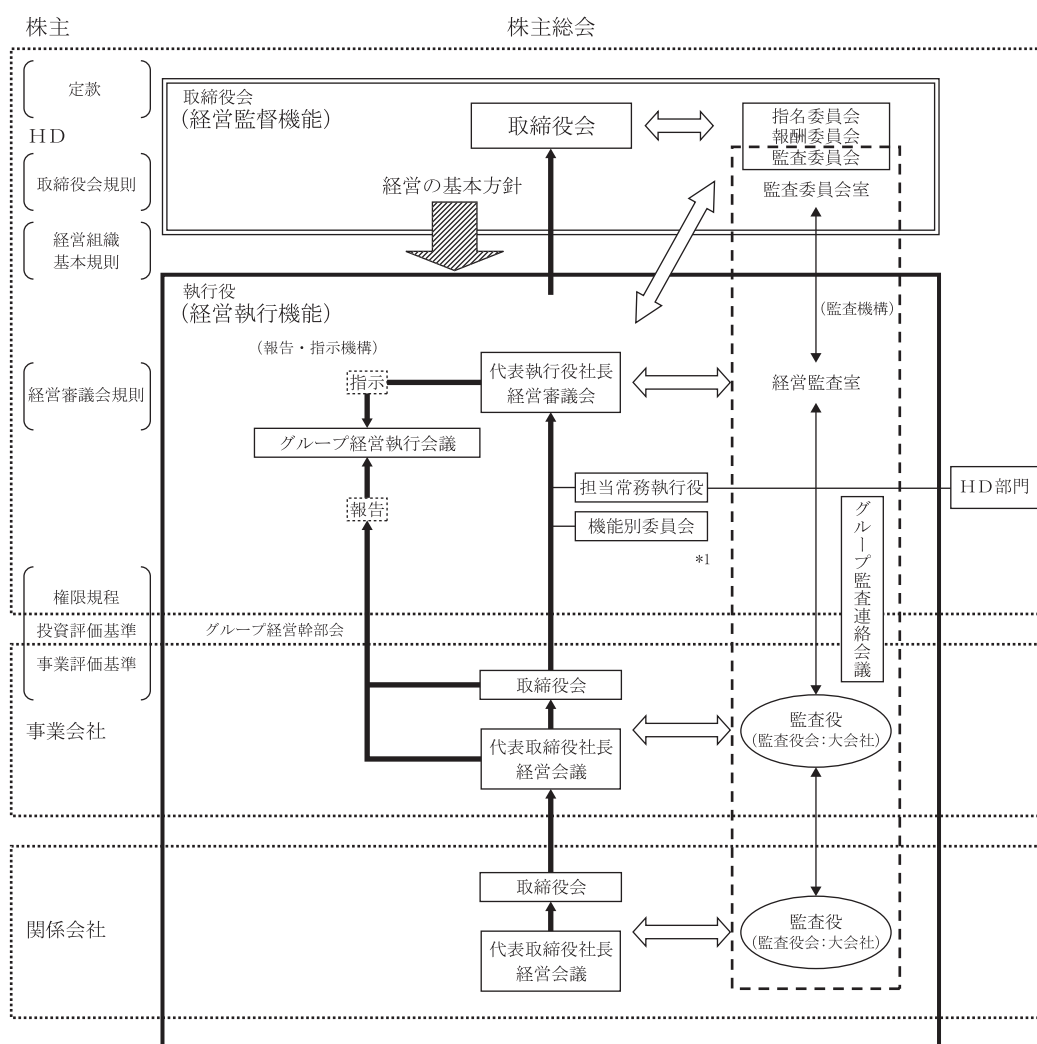 株主
株主総会
定款
取締役会
（経営監督機能）
取締役会
指名委員会
報酬委員会
監査委員会
HD
取締役会規則
経営の基本方針
監査委員会室
経営組織
基本規則
執行役
（経営執行機能）
（監査機構）
（報告・指示機構）
経営審議会規則
指示
代表執行役社長
経営審議会
経営監査室
グループ経営執行会議
担当常務執行役
HD部門
報告
機能別委員会
*1
グループ監査連絡会議
権限規程
投資評価基準
グループ経営幹部会
事業評価基準
取締役会
事業会社
代表取締役社長
経営会議
監査役
（監査役会：大会社）
取締役会
関係会社
代表取締役社長
経営会議
監査役
（監査役会：大会社）